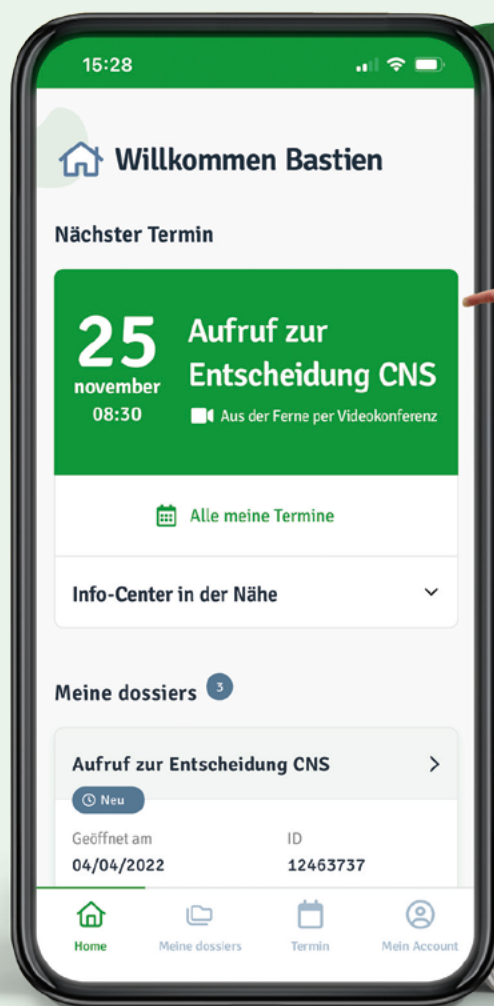 15:28
Willkommen Bastien
Nächster Termin
25
november
08:30
Aufruf zur
Entscheidung CNS
Aus der Ferne per Videokonferenz
Alle meine Termine
Info-Center in der Nähe
Meine dossiers 3
Aufruf zur Entscheidung CNS
Neu
Geöffnet am
04/04/2022
ID
12463737
Home
Meine dossiers
Termin
Mein Account